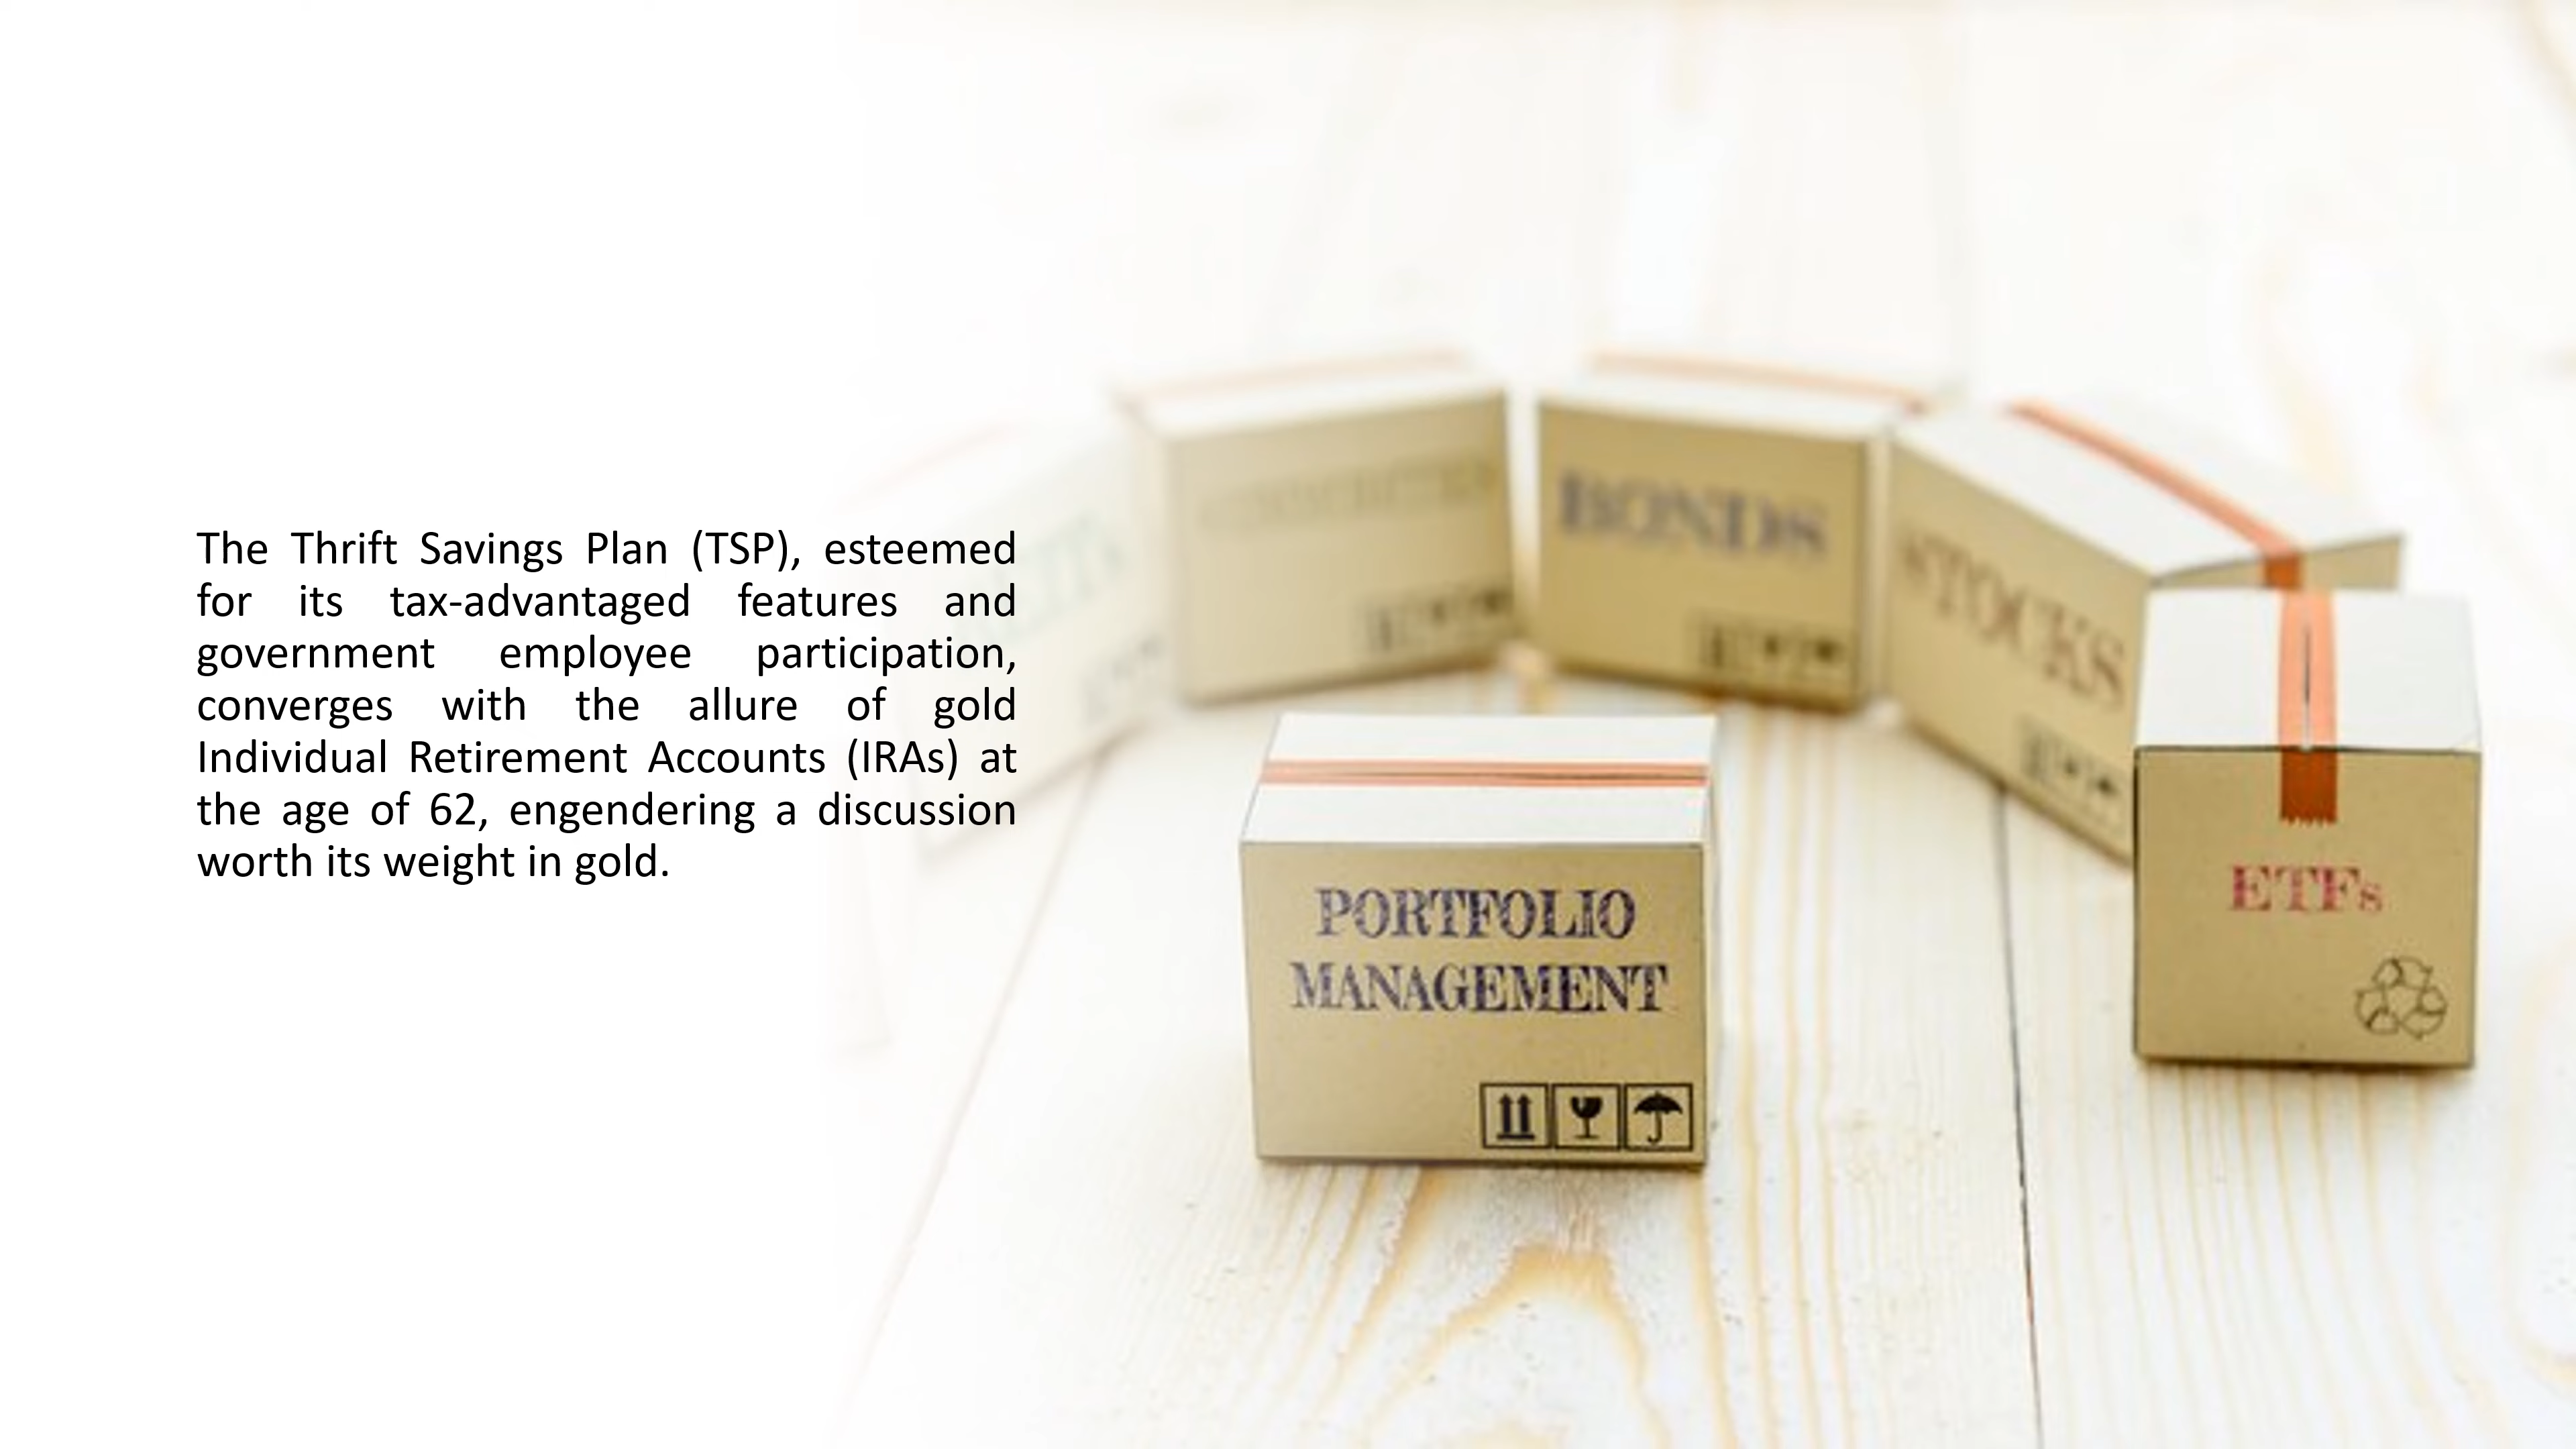 The Thrift Savings Plan (TSP), esteemed
for its tax-advantaged features and
government employee participation,
converges with the allure of gold
Individual Retirement Accounts (IRAs) at
the age of 62, engendering a discussion
worth its weight in gold.
BONDS
STOCKS
ETFs
PORTFOLIO
MANAGEMENT